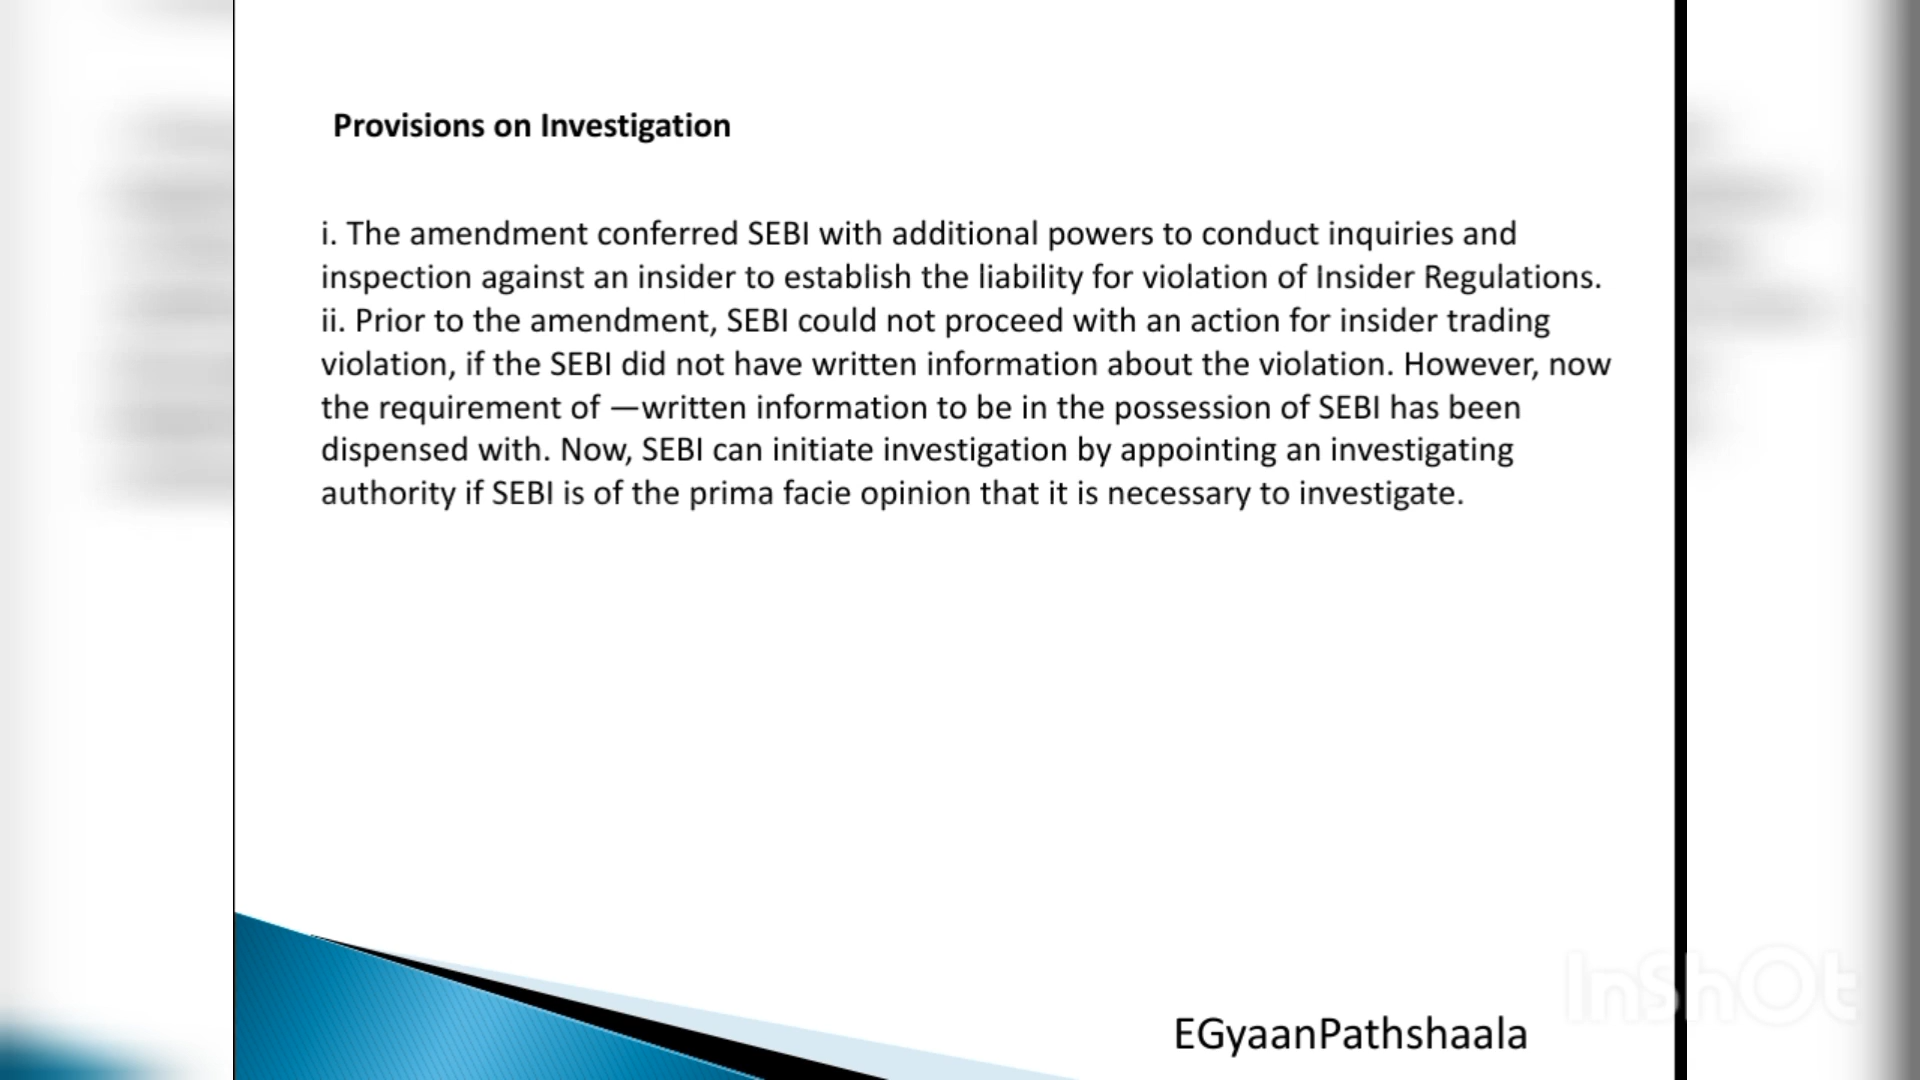 Provisions on Investigation
i. The amendment conferred SEBI with additional powers to conduct inquiries and
inspection against an insider to establish the liability for violation of Insider Regulations.
ii. Prior to the amendment, SEBI could not proceed with an action for insider trading
violation, if the SEBI did not have written information about the violation. However, now
the requirement of ―written information to be in the possession of SEBI has been
dispensed with. Now, SEBI can initiate investigation by appointing an investigating
authority if SEBI is of the prima facie opinion that it is necessary to investigate.
EGyaanPathshaala
InShOt